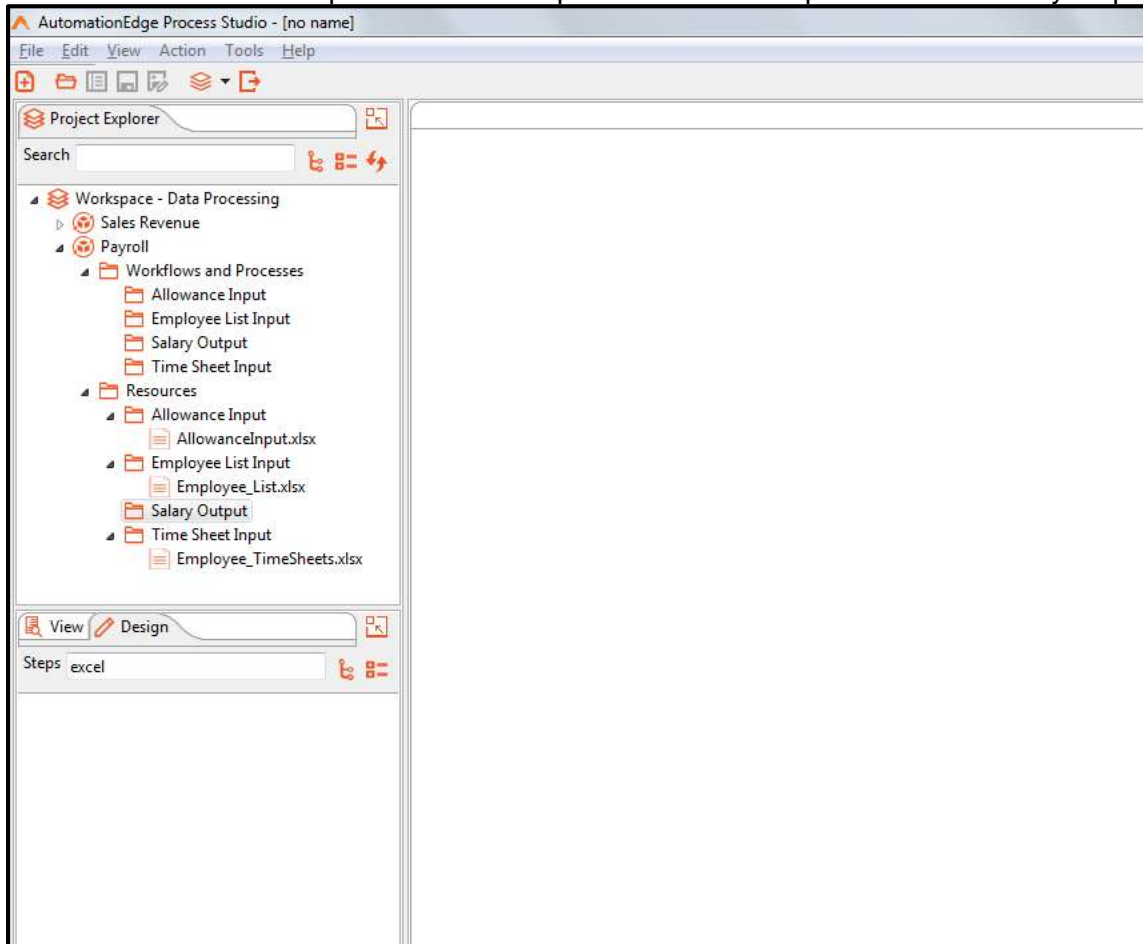 AutomationEdge Process Studio - [no name]
File Edit View Action Tools Help
Project Explorer
Search
Workspace - Data Processing
Sales Revenue
Payroll
Workflows and Processes
Allowance Input
Employee List Input
Salary Output
Time Sheet Input
Resources
Allowance Input
AllowanceInput.xlsx
Employee List Input
Employee_List.xlsx
Salary Output
Time Sheet Input
Employee_TimeSheets.xlsx
View Design
Steps excel